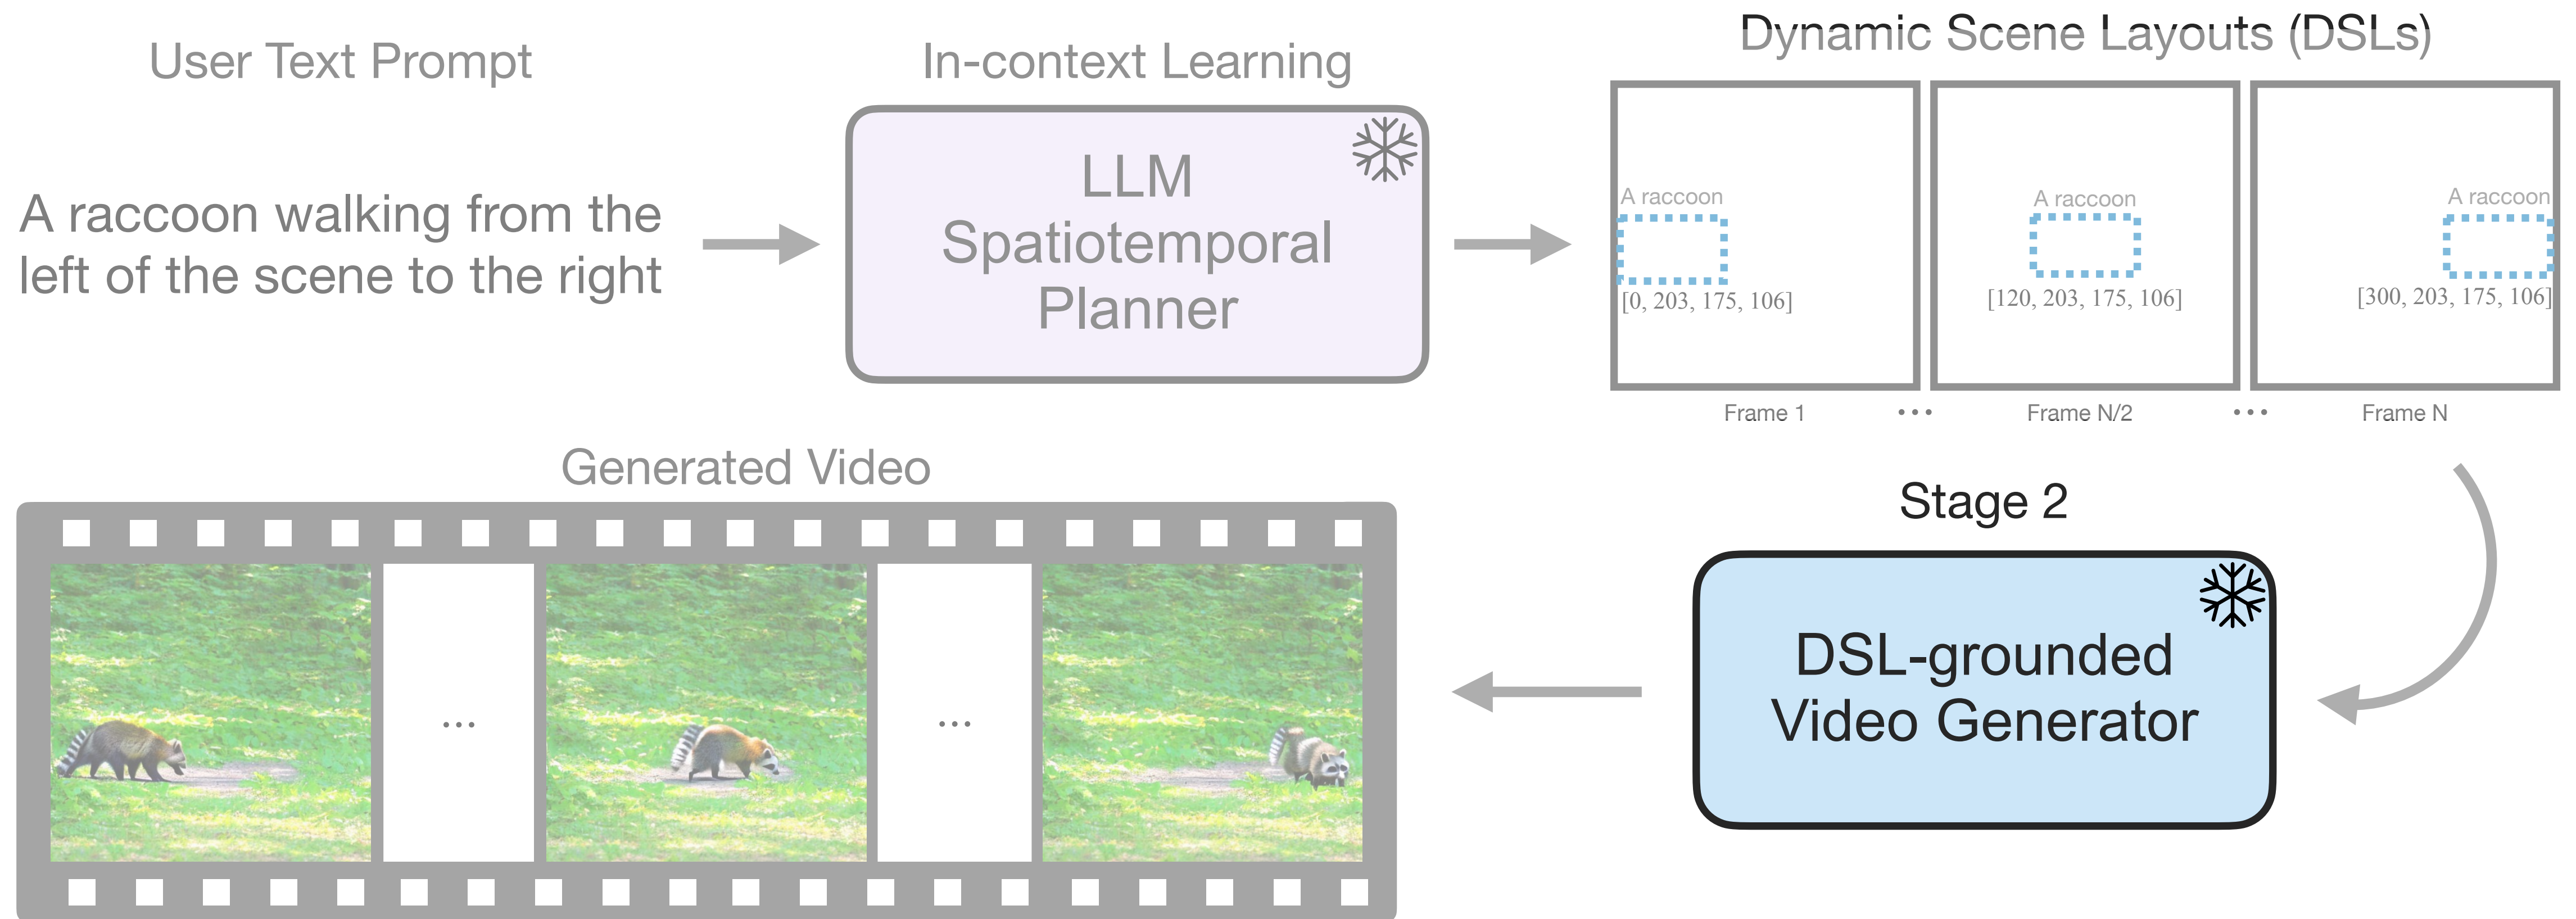 User Text Prompt
A raccoon walking from the
left of the scene to the right
In-context Learning
LLM
Spatiotemporal
Planner
Dynamic Scene Layouts (DSLs)
A raccoon
[0, 203, 175, 106]
A raccoon
[120, 203, 175, 106]
A raccoon
[300, 203, 175, 106]
Frame 1
...
Frame N/2
...
Frame N
Stage 2
DSL-grounded
Video Generator
Generated Video
...
...